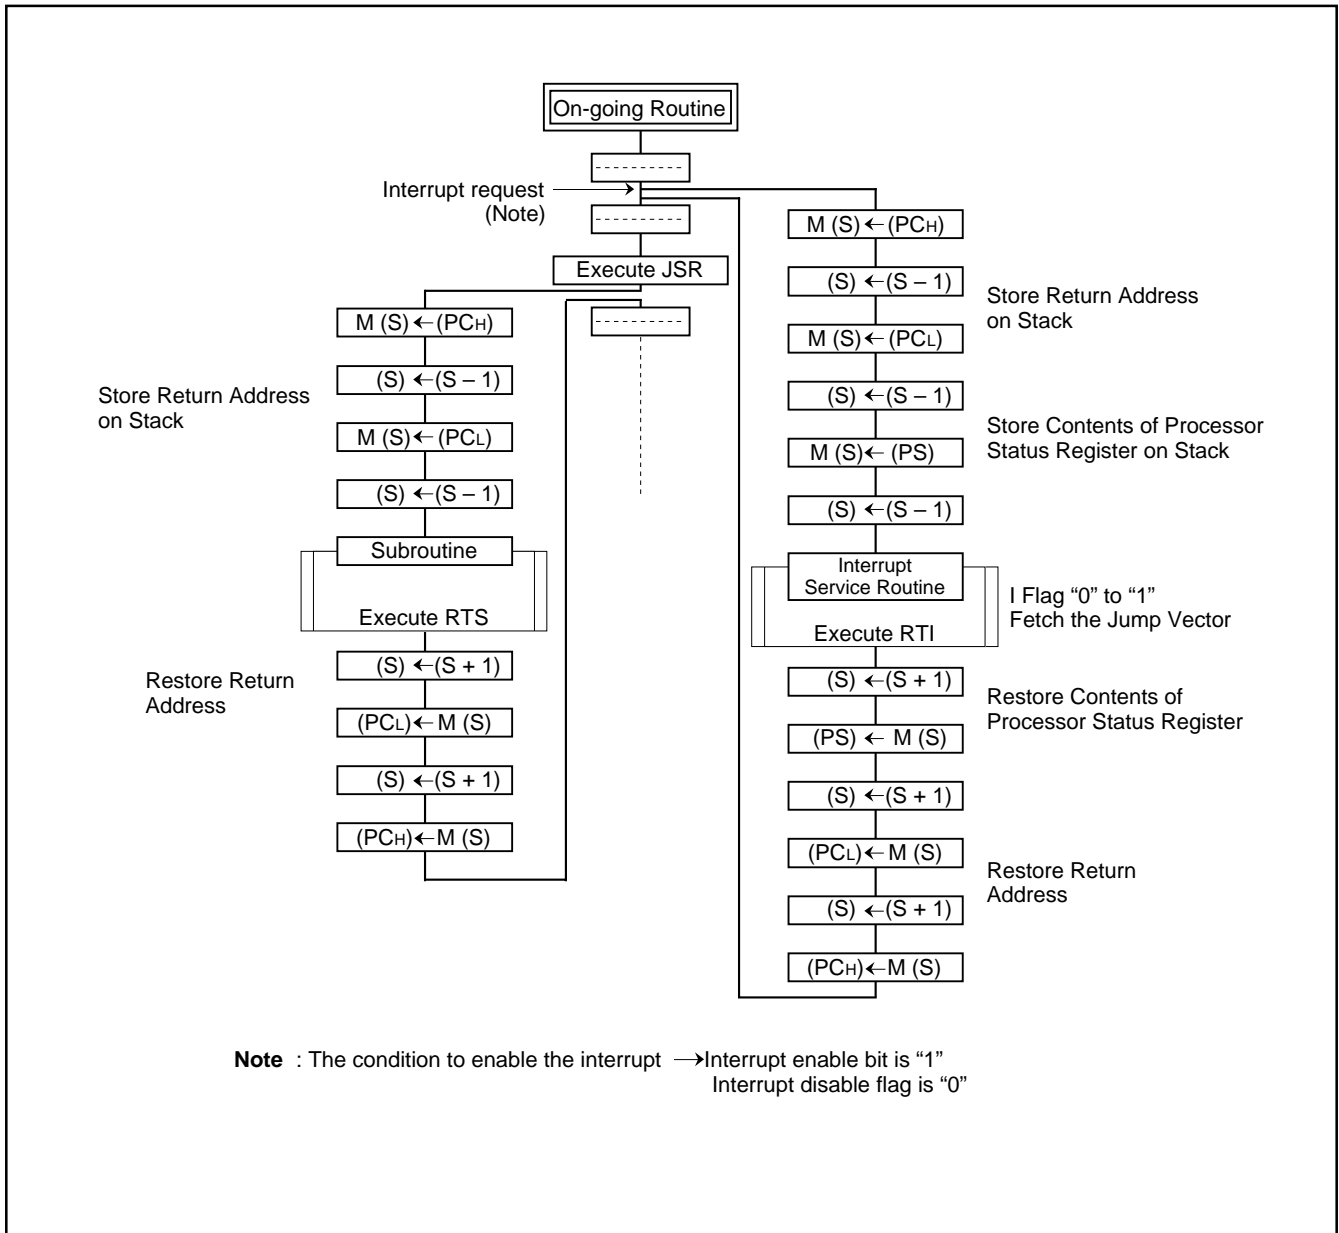 On-going Routine
Interrupt request
(Note)
Execute JSR
M (S) ← (PCH)
(S) ← (S – 1)
M (S) ← (PCL)
(S) ← (S – 1)
Store Return Address
on Stack
Subroutine
Execute RTS
(S) ← (S + 1)
(PCL) ← M (S)
(S) ← (S + 1)
(PCH) ← M (S)
Restore Return
Address
M (S) ← (PCH)
(S) ← (S – 1)
M (S) ← (PCL)
(S) ← (S – 1)
M (S) ← (PS)
(S) ← (S – 1)
Store Return Address
on Stack
Store Contents of Processor
Status Register on Stack
Interrupt
Service Routine
Execute RTI
I Flag “0” to “1”
Fetch the Jump Vector
(S) ← (S + 1)
(PS) ← M (S)
(S) ← (S + 1)
(PCL) ← M (S)
(S) ← (S + 1)
(PCH) ← M (S)
Restore Contents of
Processor Status Register
Restore Return
Address
Note : The condition to enable the interrupt → Interrupt enable bit is “1”
Interrupt disable flag is “0”